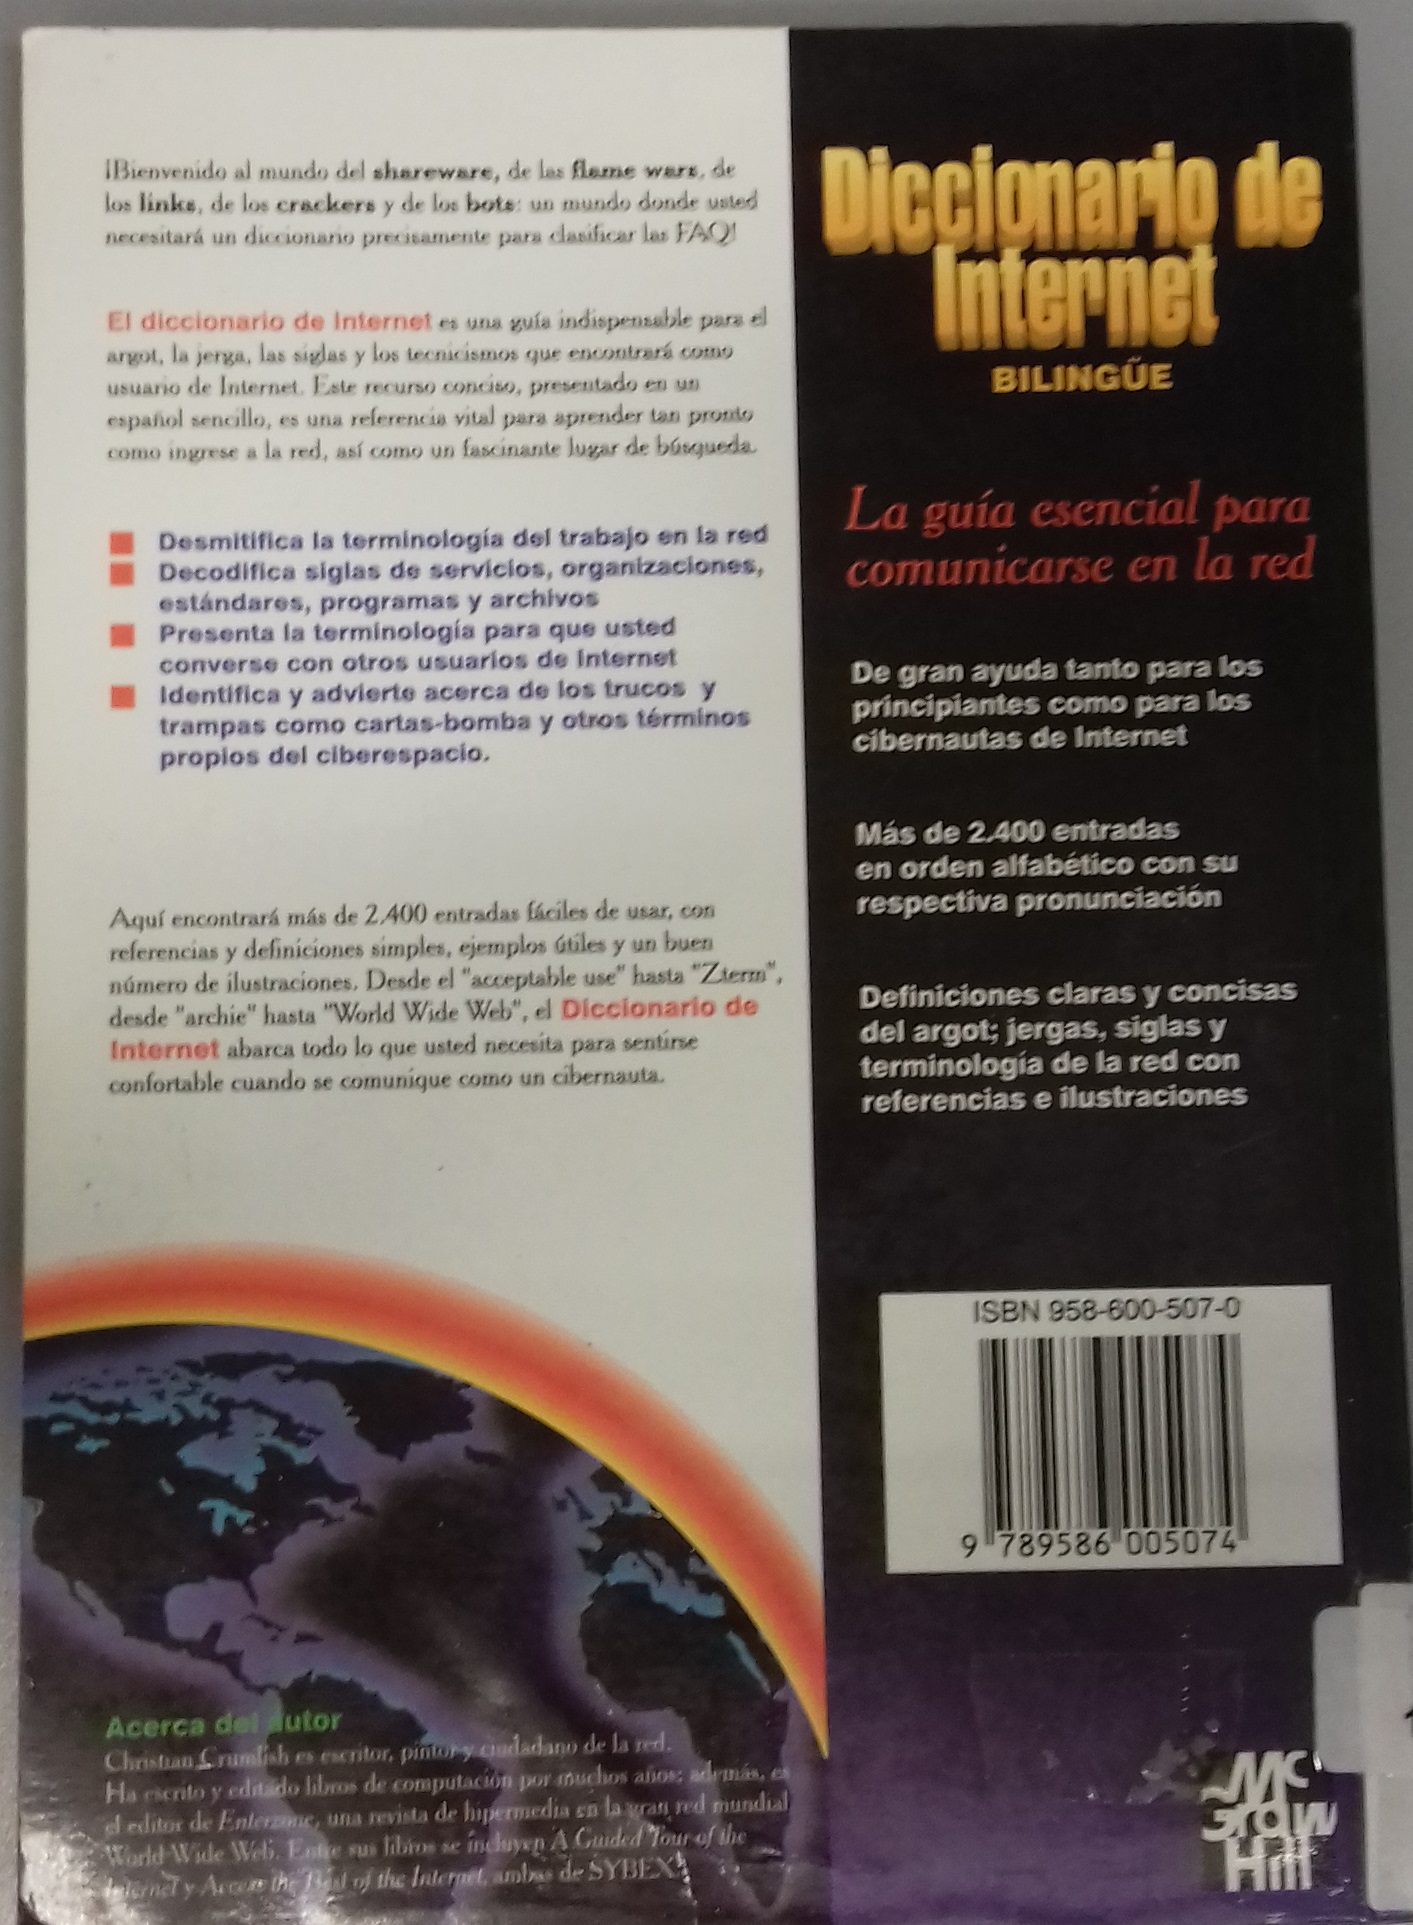 ¡Bienvenido al mundo del shareware, de las flame wars, de
los links, de los crackers y de los bots: un mundo donde usted
necesitará un diccionario precisamente para clasificar las FAQ!
El diccionario de Internet es una guía indispensable para el
argot, la jerga, las siglas y los tecnicismos que encontrará como
usuario de Internet. Este recurso conciso, presentado en un
español sencillo, es una referencia vital para aprender tan pronto
como ingrese a la red, así como un fascinante lugar de búsqueda.
Desmitifica la terminología del trabajo en la red
Decodifica siglas de servicios, organizaciones,
estándares, programas y archivos
Presenta la terminología para que usted
converse con otros usuarios de Internet
Identifica y advierte acerca de los trucos y
trampas como cartas-bomba y otros términos
propios del ciberespacio.
Aquí encontrará más de 2.400 entradas fáciles de usar, con
referencias y definiciones simples, ejemplos útiles y un buen
número de ilustraciones. Desde el "acceptable use" hasta "Zterm",
desde "archie" hasta "World Wide Web", el Diccionario de
Internet abarca todo lo que usted necesita para sentirse
confortable cuando se comunique como un cibernauta.
Acerca del autor
Christian Crumlish es escritor, pintor y ciudadano de la red.
Ha escrito y editado libros de computación por muchos años; además, es
el editor de Enterzone, una revista de hipermedia en la gran red mundial
World Wide Web. Entre sus libros se incluyen A Guided Tour of the
Internet y Access the Best of the Internet, ambas de SYBEX.
Diccionario de
Internet
BILINGÜE
La guía esencial para
comunicarse en la red
De gran ayuda tanto para los
principiantes como para los
cibernautas de Internet
Más de 2.400 entradas
en orden alfabético con su
respectiva pronunciación
Definiciones claras y concisas
del argot; jergas, siglas y
terminología de la red con
referencias e ilustraciones
ISBN 958-600-507-0
9 789586 005074
Mc
Graw
Hill